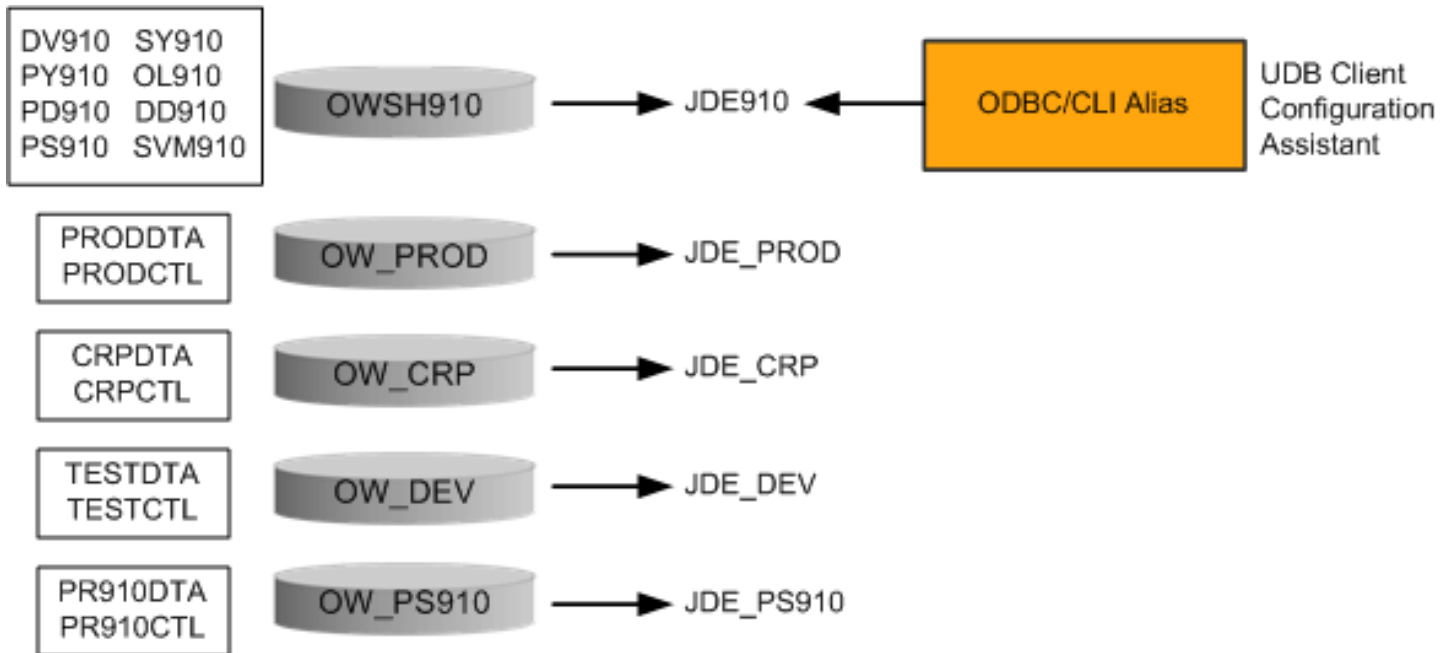 DV910 SY910
PY910 OL910
PD910 DD910
PS910 SVM910
OWSH910
JDE910
ODBC/CLI Alias
UDB Client
Configuration
Assistant
PRODDTA
PRODCTL
OW_PROD
JDE_PROD
CRPDTA
CRPCTL
OW_CRP
JDE_CRP
TESTDTA
TESTCTL
OW_DEV
JDE_DEV
PR910DTA
PR910CTL
OW_PS910
JDE_PS910